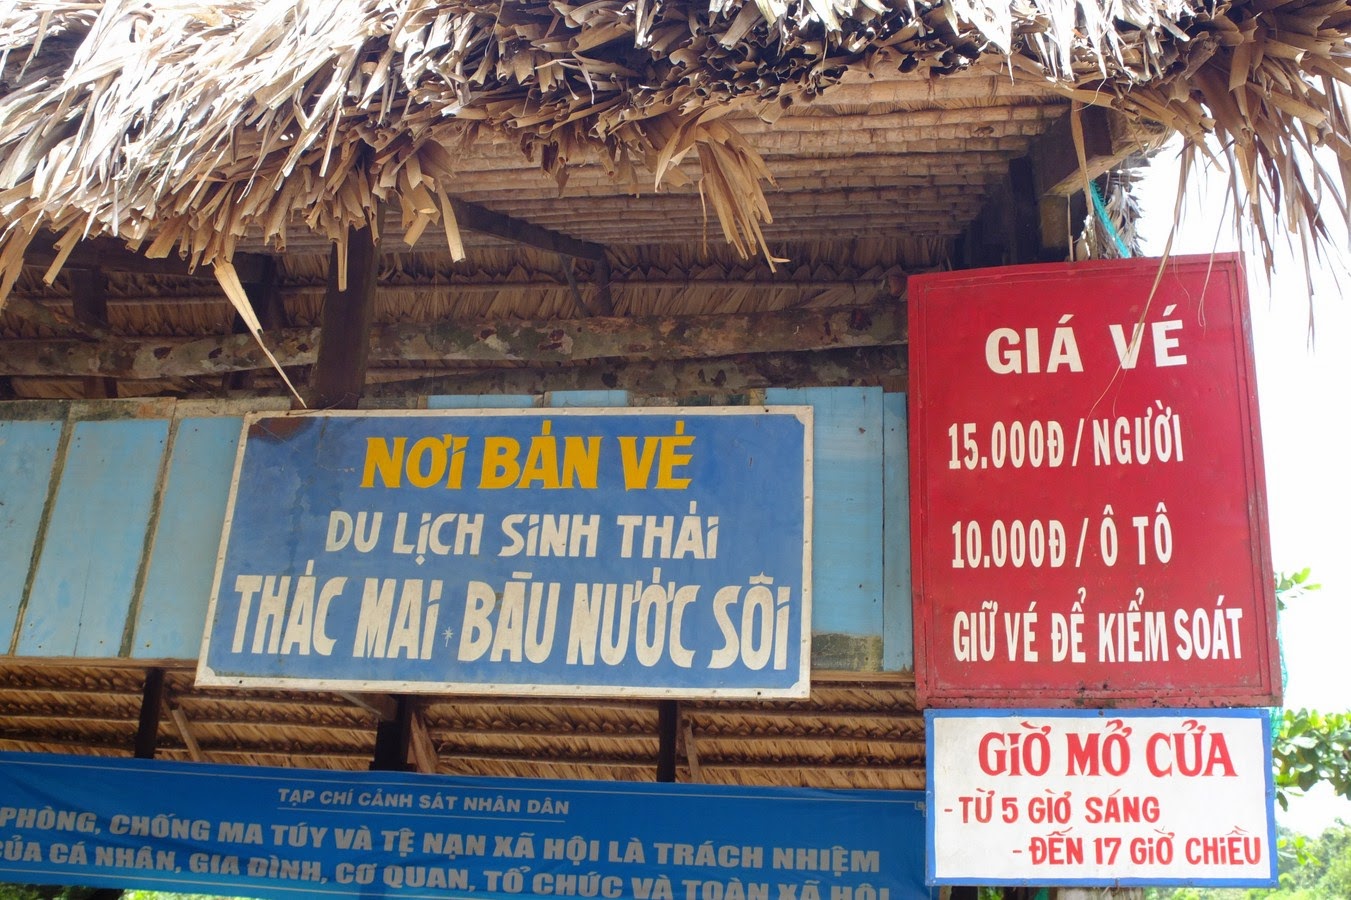 NƠI BÁN VÉ
DU LỊCH SINH THÁI
THÁC MAI * BÀU NƯỚC SÔI
GIÁ VÉ
15.000Đ / NGƯỜI
10.000Đ / Ô TÔ
GIỮ VÉ ĐỂ KIỂM SOÁT
GIỜ MỞ CỬA
- TỪ 5 GIỜ SÁNG
- ĐẾN 17 GIỜ CHIỀU
TẠP CHÍ CẢNH SÁT NHÂN DÂN
PHÒNG, CHỐNG MA TÚY VÀ TỆ NẠN XÃ HỘI LÀ TRÁCH NHIỆM
CỦA CÁ NHÂN, GIA ĐÌNH, CƠ QUAN, TỔ CHỨC VÀ TOÀN XÃ HỘI